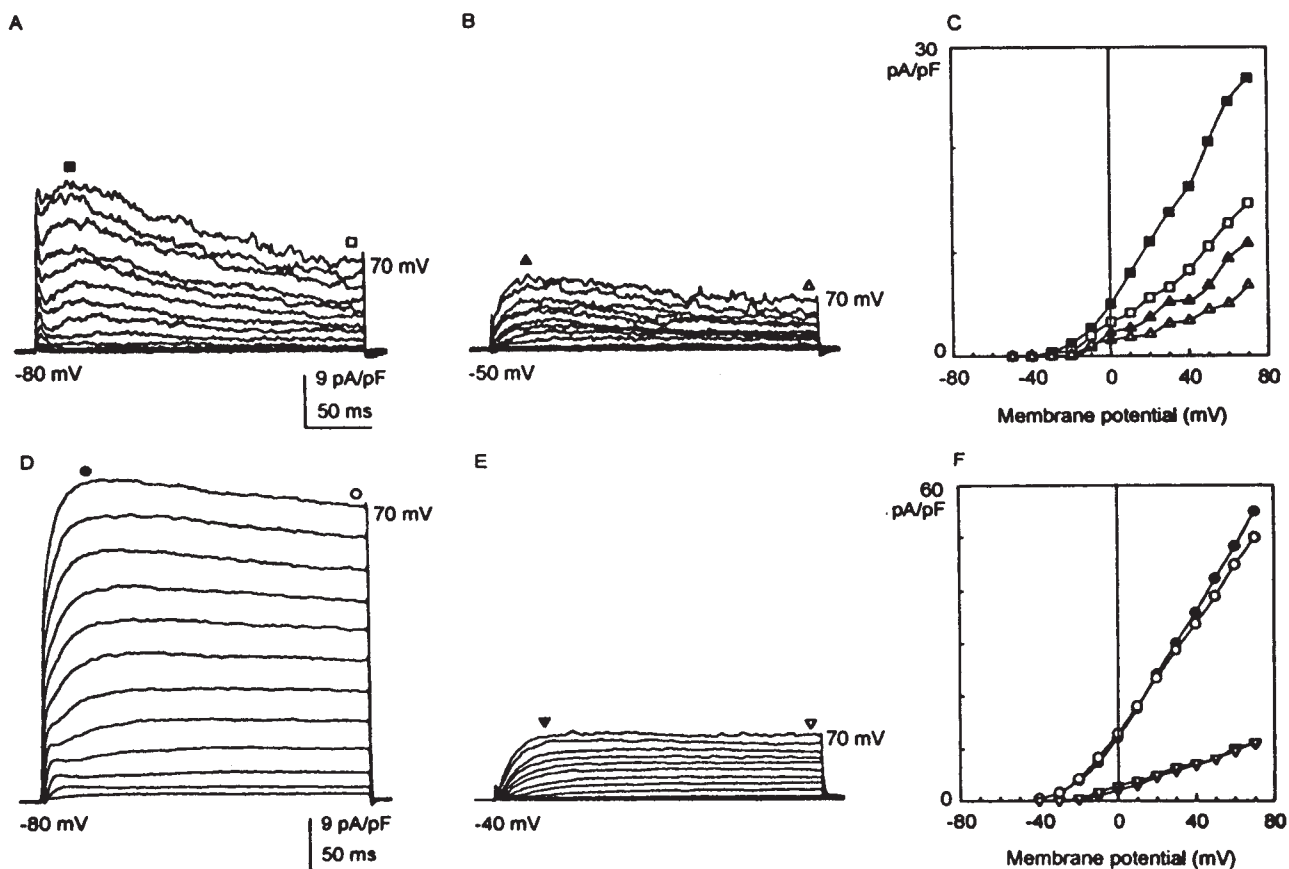 A
B
C
30
pA/pF
70 mV
70 mV
-80 mV
-50 mV
9 pA/pF
50 ms
0
-80
-40
0
40
80
Membrane potential (mV)
D
E
F
60
pA/pF
70 mV
70 mV
-80 mV
-40 mV
9 pA/pF
50 ms
0
-80
-40
0
40
80
Membrane potential (mV)